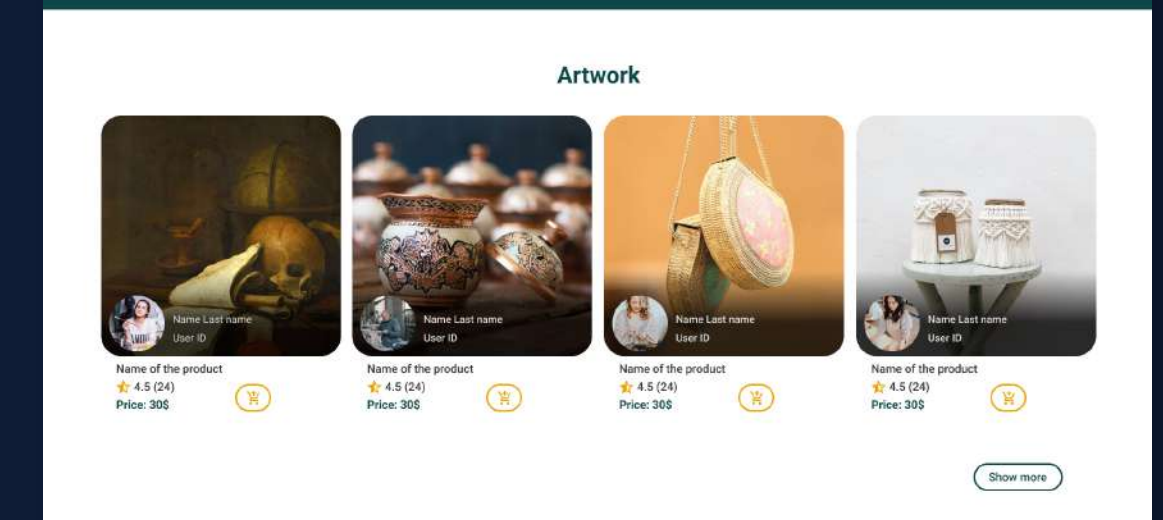 Artwork
Name Last name
User ID
Name of the product
4.5 (24)
Price: 30$
Name Last name
User ID
Name of the product
4.5 (24)
Price: 30$
Name Last name
User ID
Name of the product
4.5 (24)
Price: 30$
Name Last name
User ID
Name of the product
4.5 (24)
Price: 30$
Show more